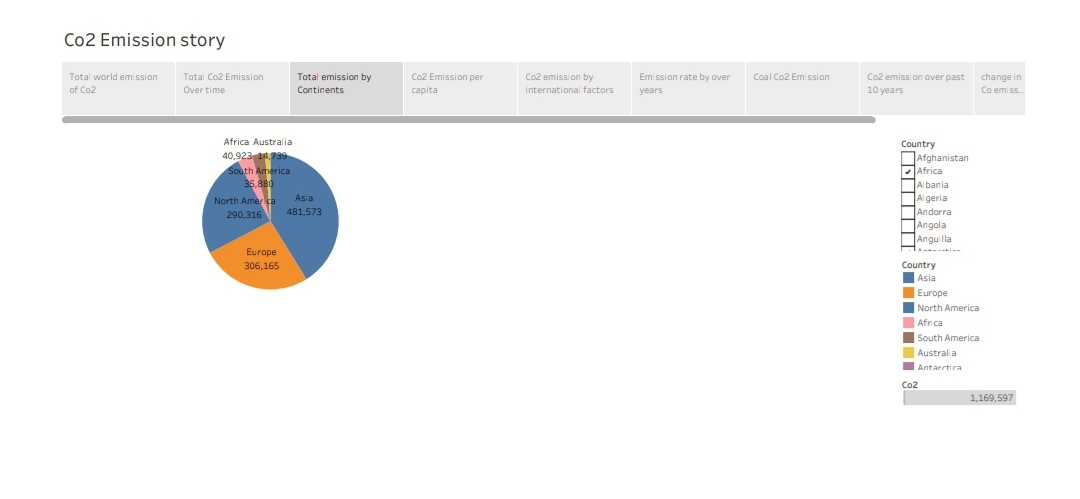 Co2 Emission story
Total world emission
of Co2
Total Co2 Emission
Over time
Total emission by
Continents
Co2 Emission per
capita
Co2 emission by
international factors
Emission rate by over
years
Coal Co2 Emission
Co2 emission over past
10 years
change in
Co emiss..
Africa
40,923
Australia
14,739
South America
35,880
North America
290,316
Asia
481,573
Europe
306,165
Country
Afghanistan
Africa
Albania
Algeria
Andorra
Angola
Anguilla
Antarctica
Country
Asia
Europe
North America
Africa
South America
Australia
Antarctica
Co2
1,169,597